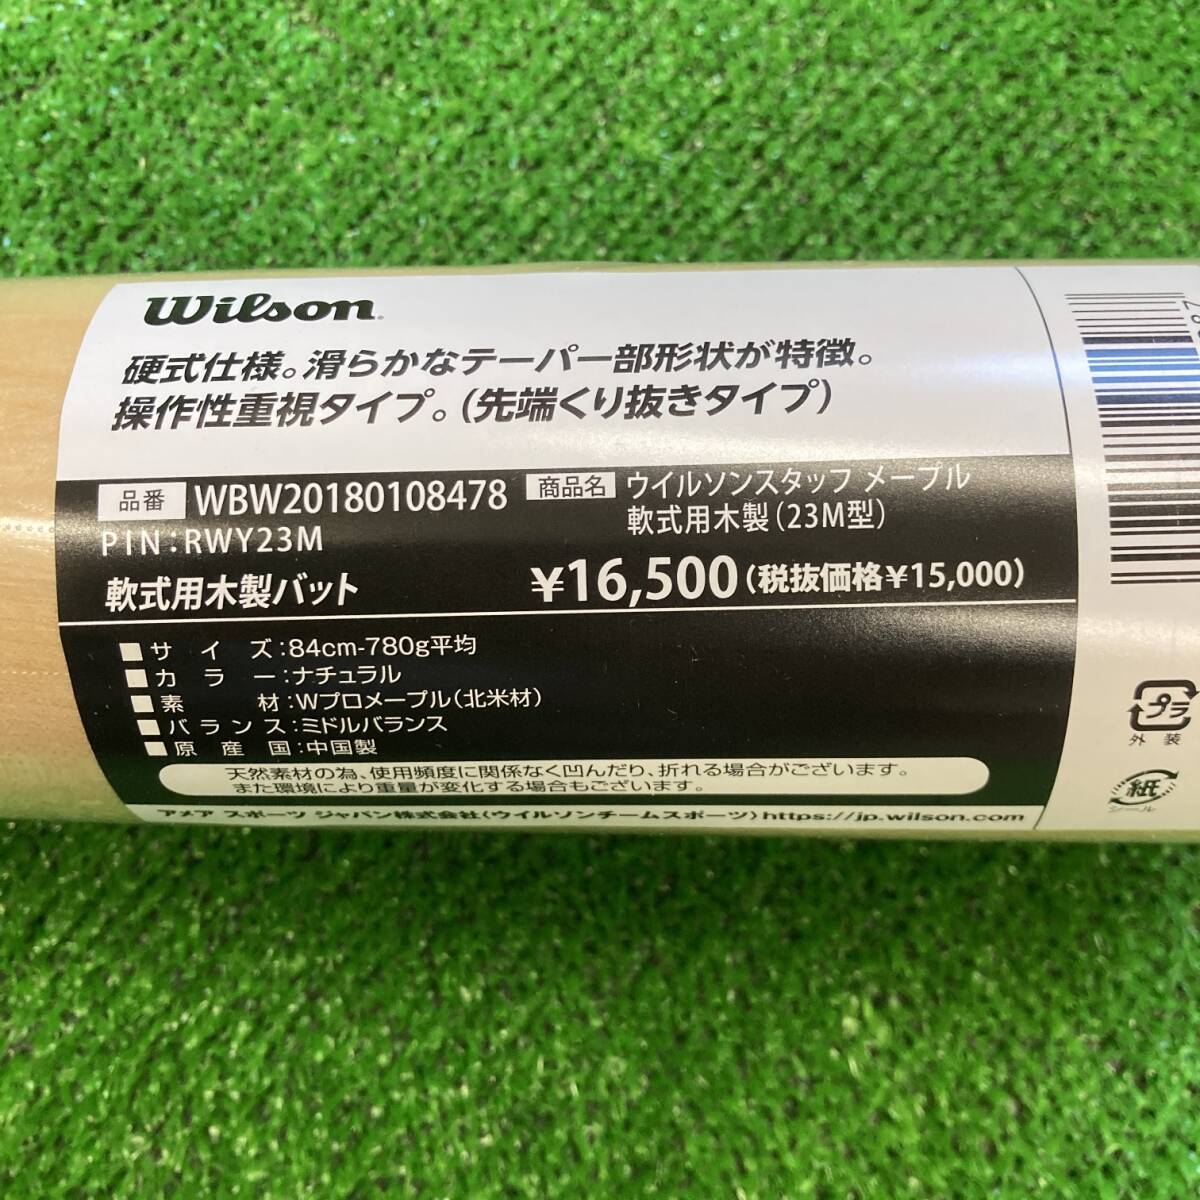 Wilson
硬式仕様。滑らかなテーパー部形状が特徴。
操作性重視タイプ。(先端くり抜きタイプ)
品番 WBW20180108478
PIN:RWY23M
商品名 ウイルソンスタッフ メープル
軟式用木製(23M型)
軟式用木製バット ¥16,500(税抜価格¥15,000)
■サイズ:84cm-780g平均
■カラー:ナチュラル
■素材:Wプロメープル(北米材)
■バランス:ミドルバランス
■原産国:中国製
天然素材の為、使用頻度に関係なく凹んだり、折れる場合がございます。
また環境により重量が変化する場合もございます。
アメア スポーツ ジャパン株式会社(ウイルソンチームスポーツ)https://jp.wilson.com
プラ
外装
紙
シール